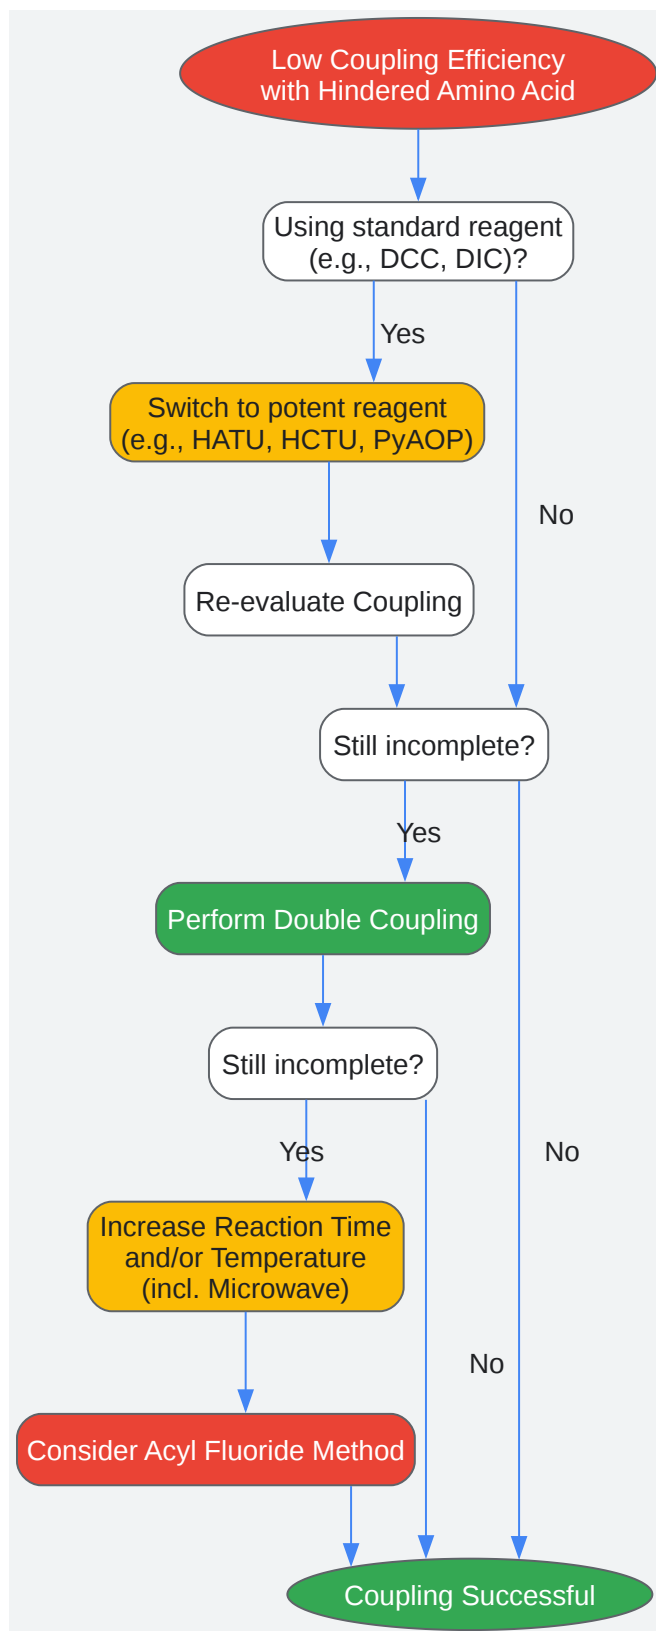 Low Coupling Efficiency
with Hindered Amino Acid
Using standard reagent
(e.g., DCC, DIC)?
Yes
Switch to potent reagent
(e.g., HATU, HCTU, PyAOP)
No
Re-evaluate Coupling
Still incomplete?
Yes
Perform Double Coupling
Still incomplete?
Yes
No
Increase Reaction Time
and/or Temperature
(incl. Microwave)
No
Consider Acyl Fluoride Method
Coupling Successful